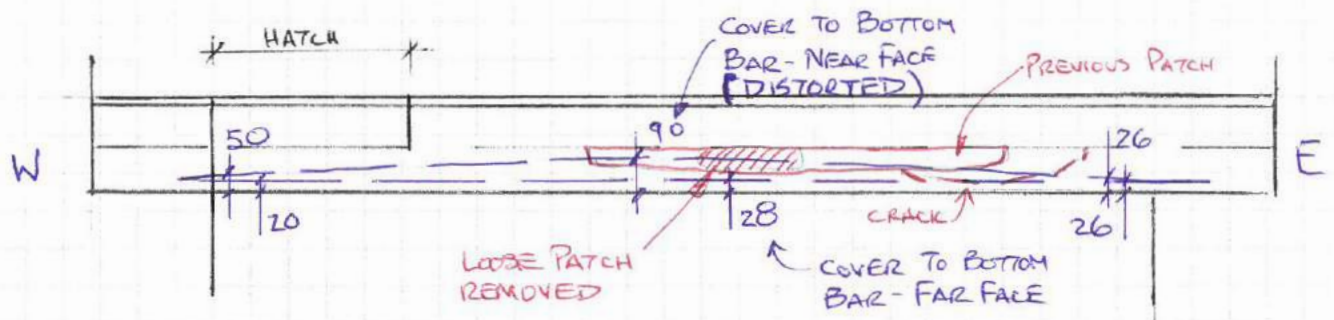 HATCH
COVER TO BOTTOM
BAR - NEAR FACE
(DISTORTED)
PREVIOUS PATCH
W
50
90
26
E
20
28
CRACK
26
LOOSE PATCH
REMOVED
COVER TO BOTTOM
BAR - FAR FACE